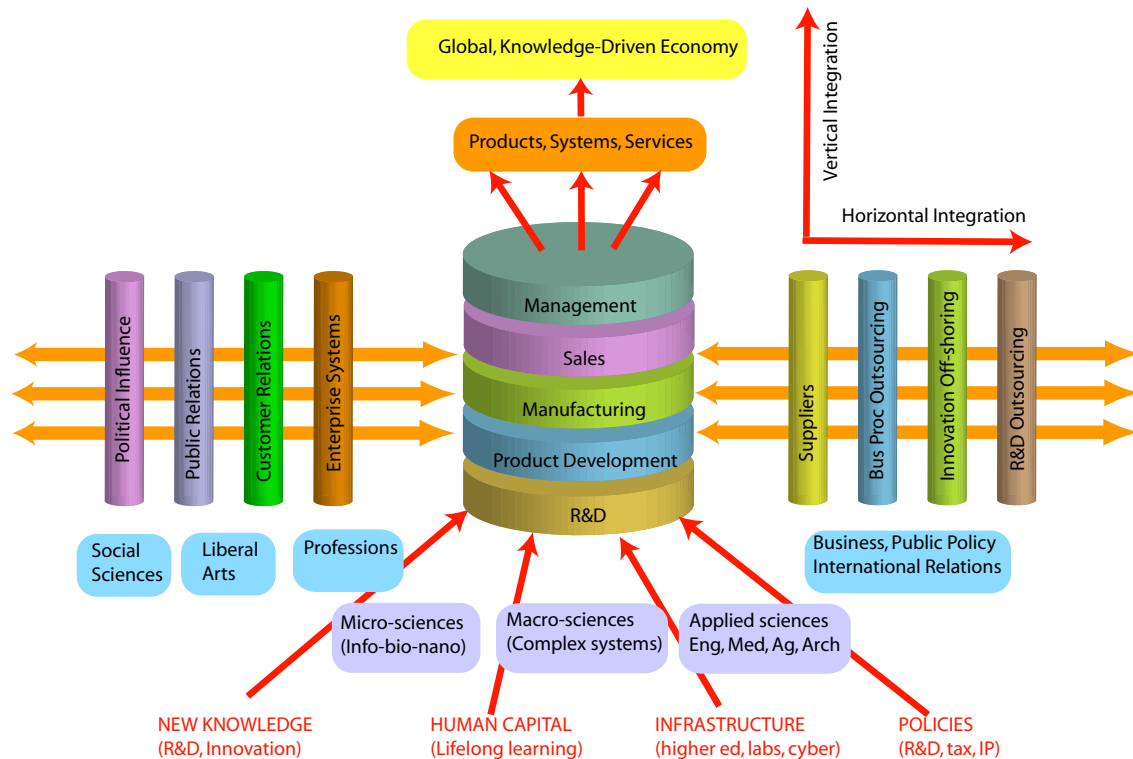 Global, Knowledge-Driven Economy
Products, Systems, Services
Vertical Integration
Horizontal Integration
Management
Sales
Manufacturing
Product Development
R&D
Political Influence
Public Relations
Customer Relations
Enterprise Systems
Suppliers
Bus Proc Outsourcing
Innovation Off-shoring
R&D Outsourcing
Social
Sciences
Liberal
Arts
Professions
Business, Public Policy
International Relations
Micro-sciences
(Info-bio-nano)
Macro-sciences
(Complex systems)
Applied sciences
Eng, Med, Ag, Arch
NEW KNOWLEDGE
(R&D, Innovation)
HUMAN CAPITAL
(Lifelong learning)
INFRASTRUCTURE
(higher ed, labs, cyber)
POLICIES
(R&D, tax, IP)